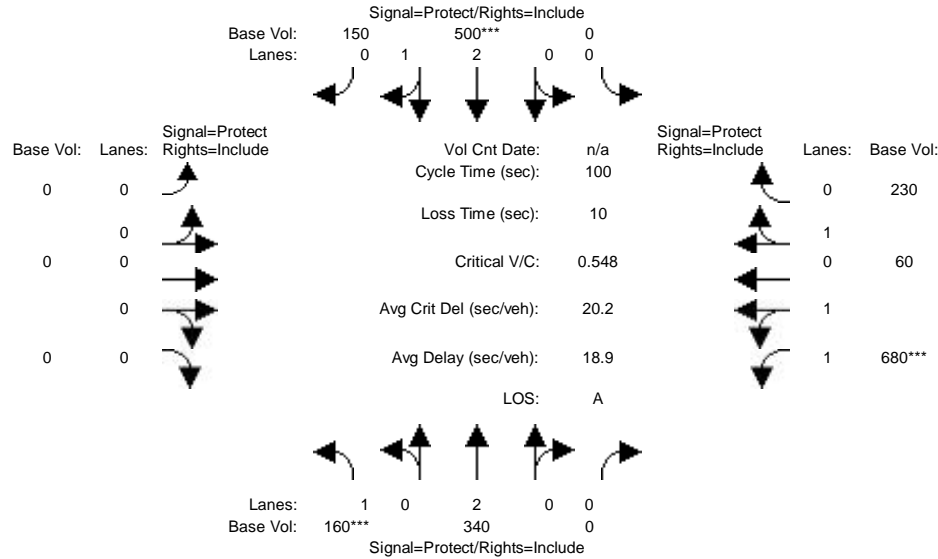 Signal=Protect/Rights=Include
Base Vol: 150 500*** 0
Lanes: 0 1 2 0 0
Signal=Protect
Base Vol: Lanes: Rights=Include
Vol Cnt Date: n/a
Signal=Protect
Rights=Include Lanes: Base Vol:
Cycle Time (sec): 100
0 0
0 230
Loss Time (sec): 10
0
1
0 0
Critical V/C: 0.548
0 60
0
Avg Crit Del (sec/veh): 20.2
1
0 0
Avg Delay (sec/veh): 18.9
1 680***
LOS: A
Lanes: 1 0 2 0 0
Base Vol: 160*** 340 0
Signal=Protect/Rights=Include